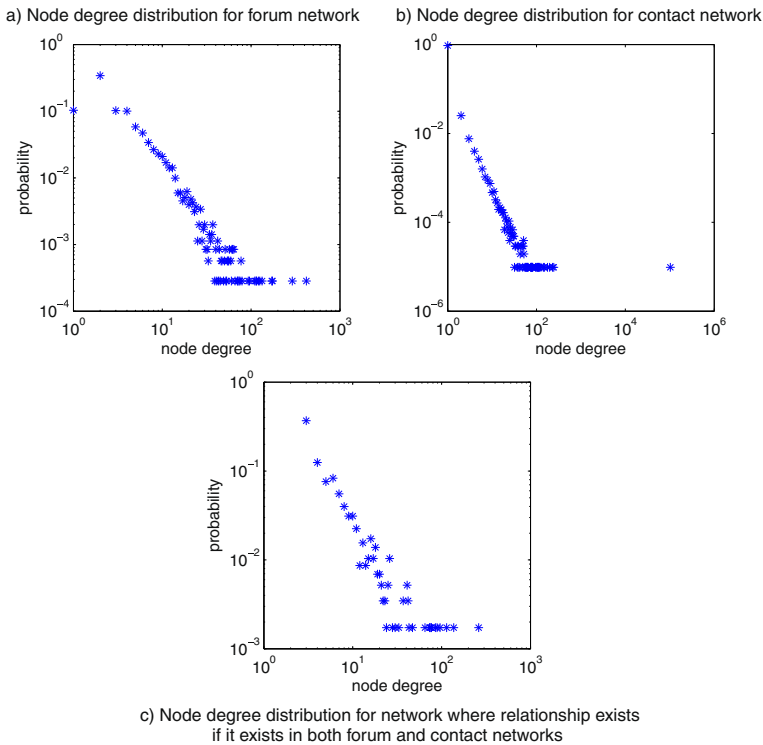 a) Node degree distribution for forum network
10^0
10^-1
10^-2
10^-3
10^-4
probability
10^0 10^1 10^2 10^3
node degree
b) Node degree distribution for contact network
10^0
10^-2
10^-4
10^-6
probability
10^0 10^2 10^4 10^6
node degree
10^0
10^-1
10^-2
10^-3
probability
10^0 10^1 10^2 10^3
node degree
c) Node degree distribution for network where relationship exists
if it exists in both forum and contact networks